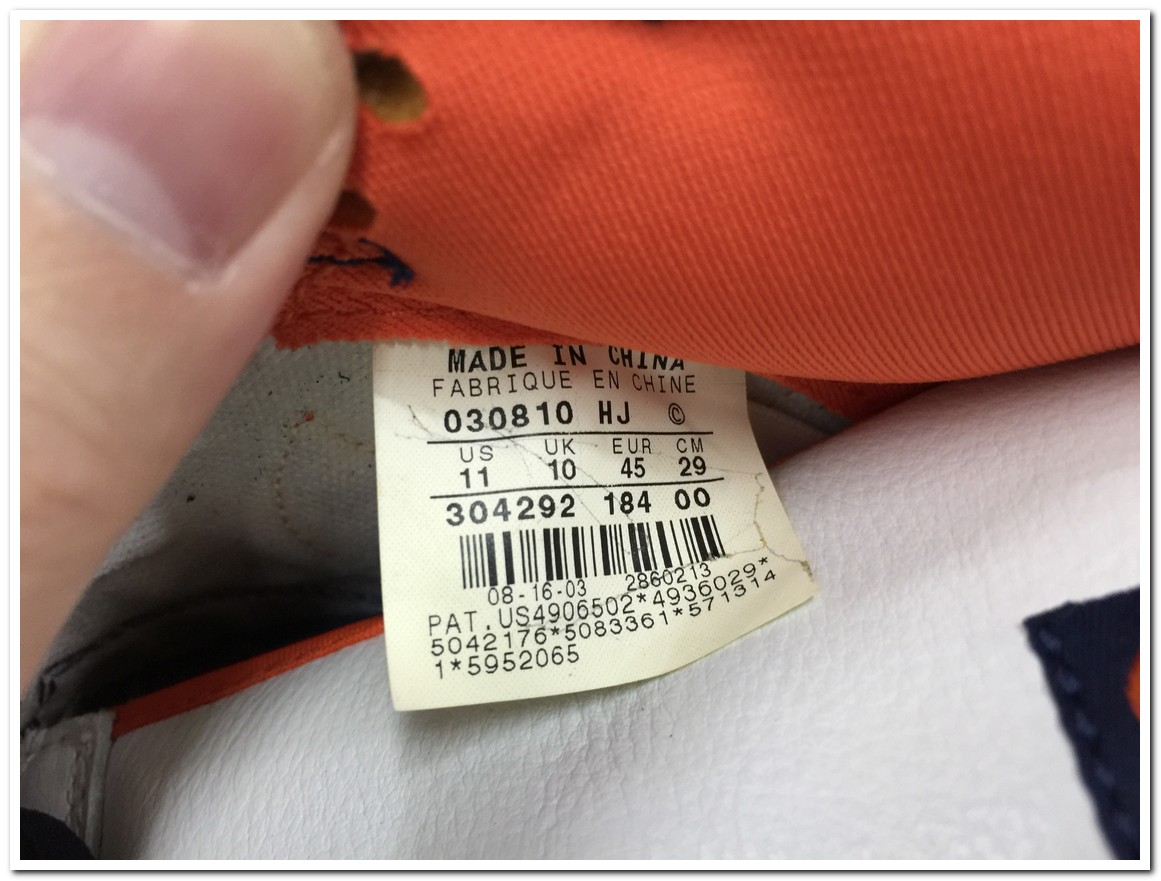 MADE IN CHINA
FABRIQUE EN CHINE
030810 HJ ©
US UK EUR CM
11 10 45 29
304292 184 00
08-16-03 2860213
PAT.US4906502*4936029*
5042176*5083361*571314
1*5952065